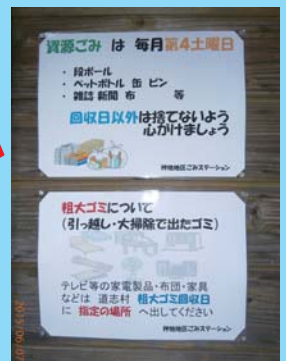 資源ごみ は 毎月第4土曜日
・ 段ボール
・ ペットボトル 缶 ビン
・ 雑誌 新聞 布 等
回収日以外は捨てないよう
心がけましょう
神地地区ごみステーション
粗大ゴミについて
(引っ越し・大掃除で出たゴミ)
テレビ等の家電製品・布団・家具
などは 道志村 粗大ゴミ回収日
に 指定の場所 へ出してください
神地地区ごみステーション